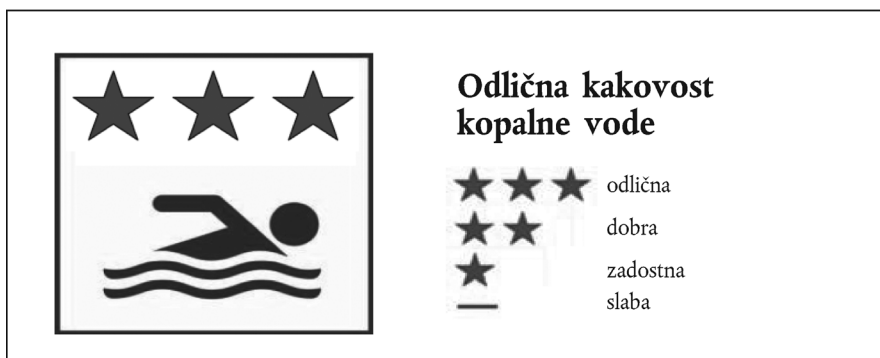 Odlična kakovost
kopalne vode
odlična
dobra
zadostna
slaba